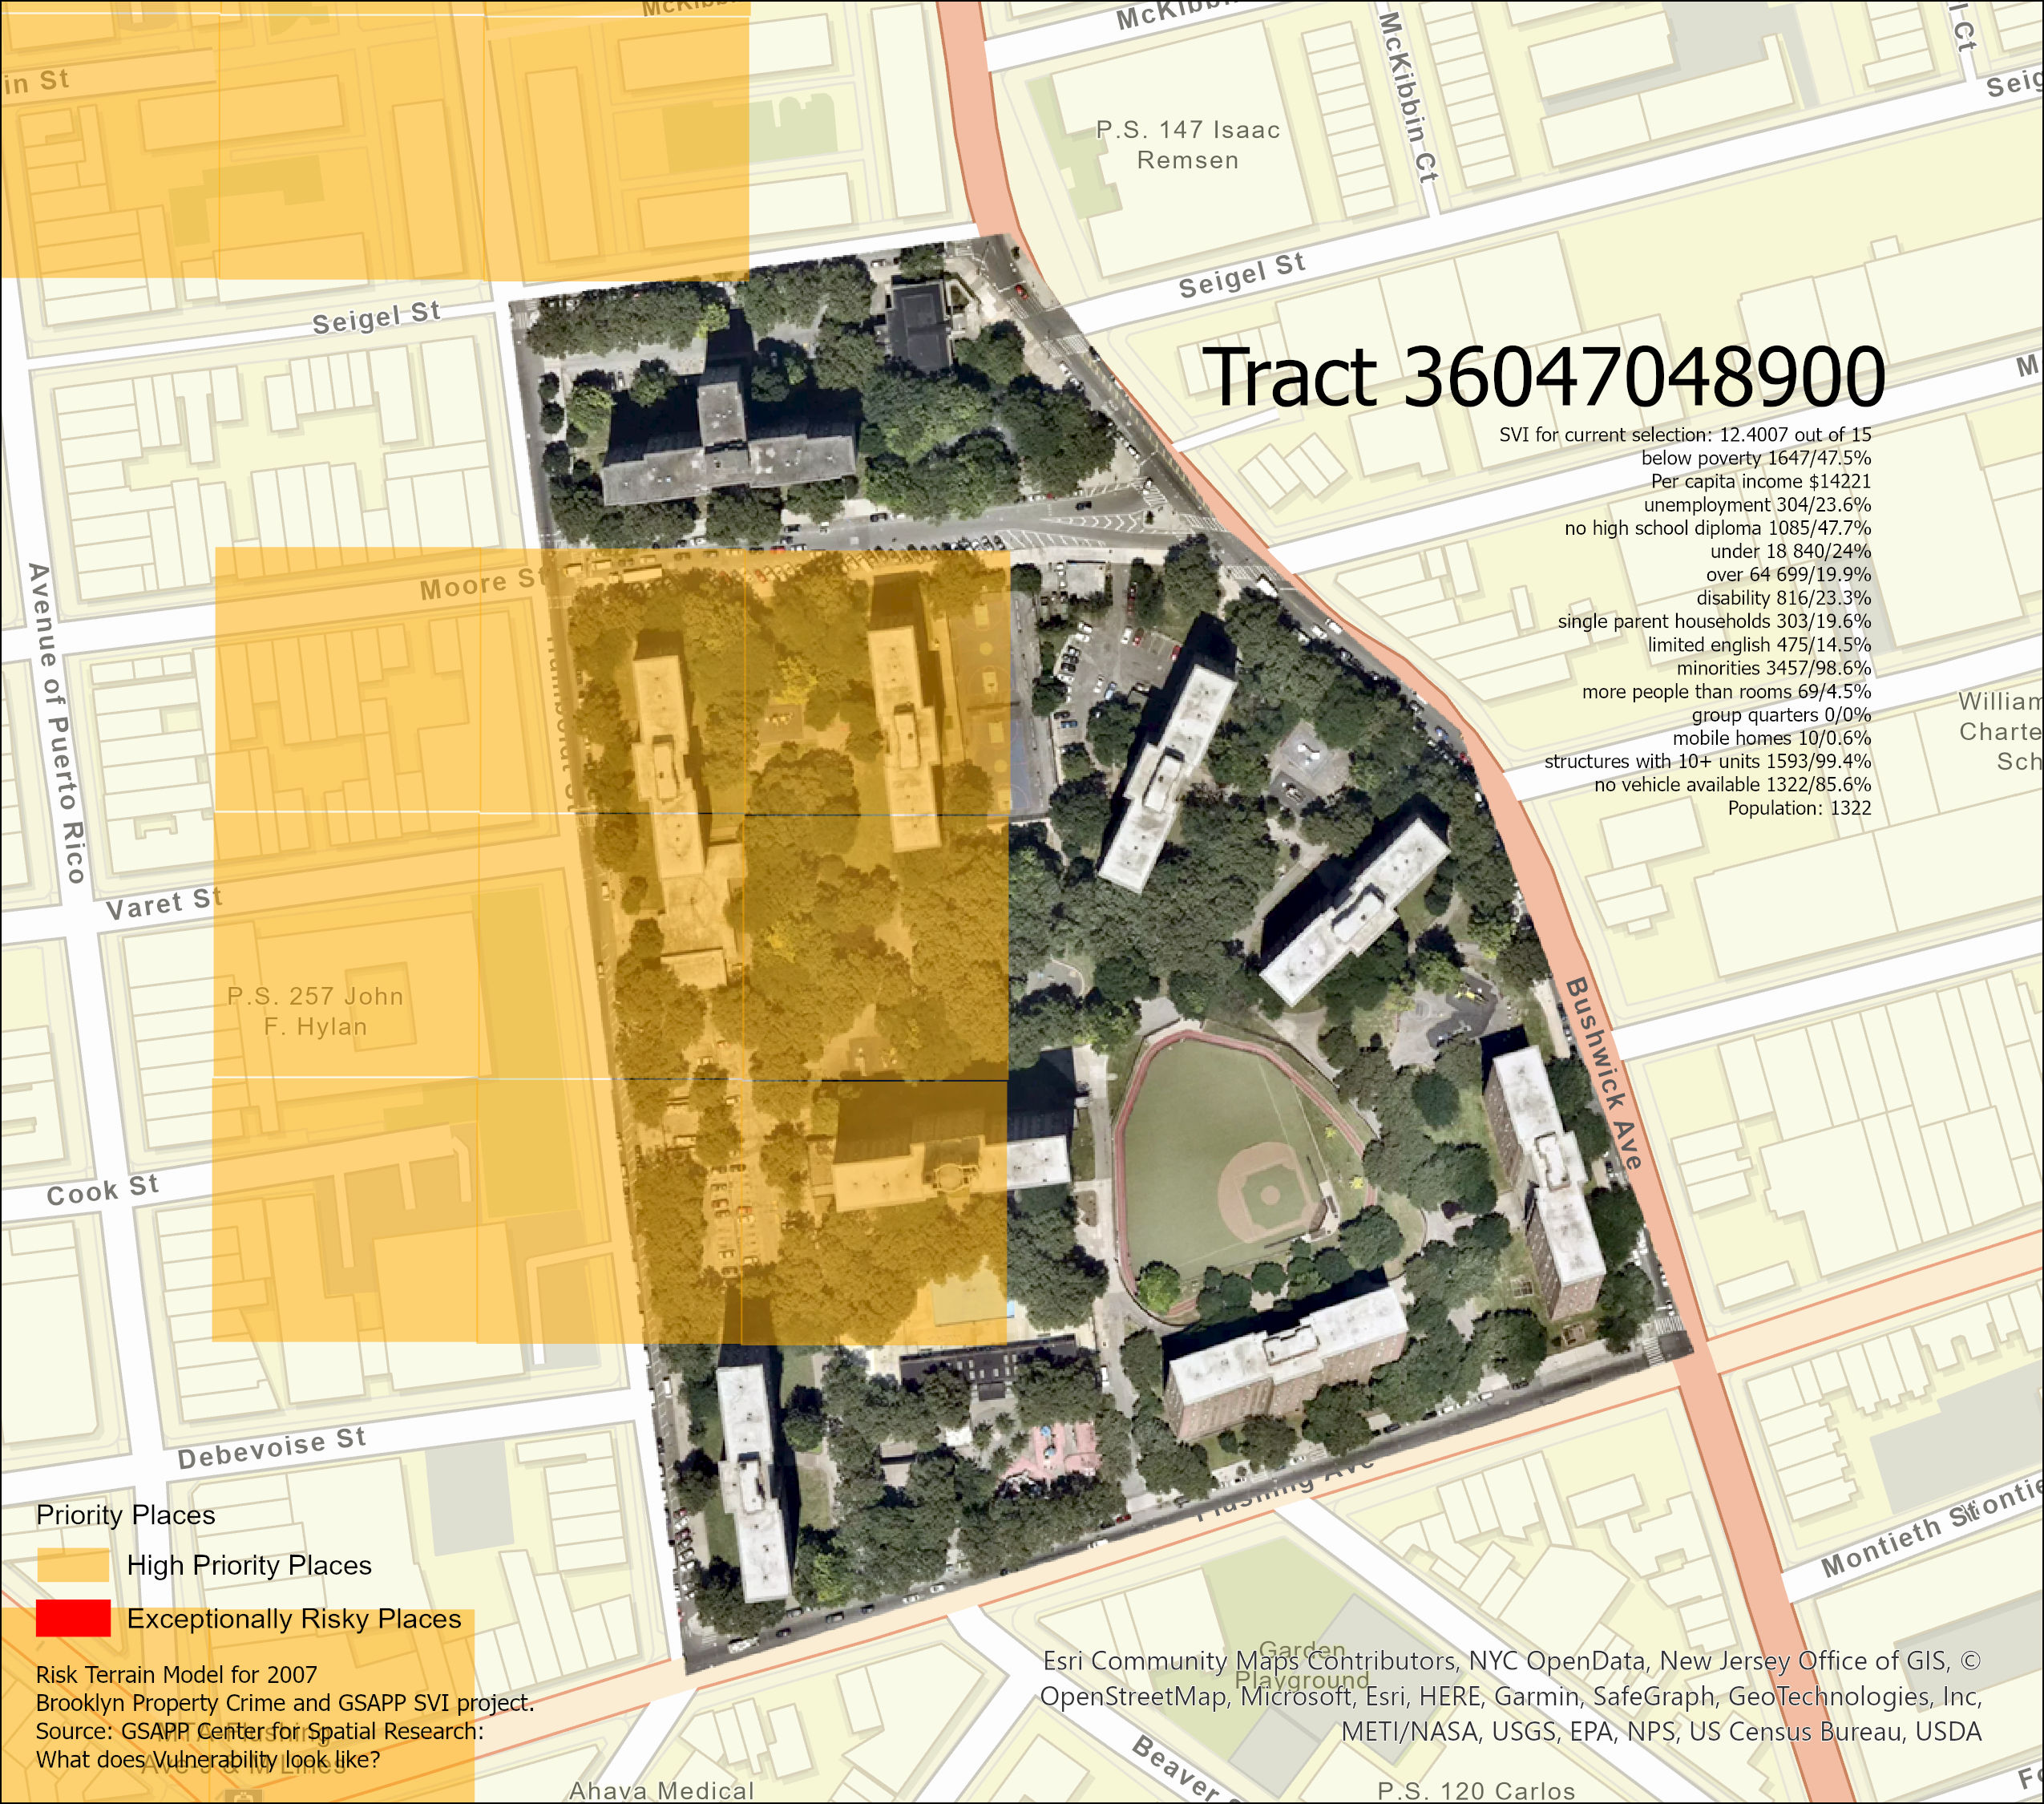 McKibbin
McKibbin
in St
McKibbin Ct
P.S. 147 Isaac
Remsen
Seigel St
Seigel St
Tract 36047048900
SVI for current selection: 12.4007 out of 15
below poverty 1647/47.5%
Per capita income $14221
unemployment 304/23.6%
no high school diploma 1085/47.7%
under 18 840/24%
over 64 699/19.9%
disability 816/23.3%
single parent households 303/19.6%
limited english 475/14.5%
minorities 3457/98.6%
more people than rooms 69/4.5%
group quarters 0/0%
mobile homes 10/0.6%
structures with 10+ units 1593/99.4%
no vehicle available 1322/85.6%
Population: 1322
Moore St
Avenue of Puerto Rico
Varet St
P.S. 257 John
F. Hylan
Cook St
Bushwick Ave
Debevoise St
Flushing Ave
Montieth St
Priority Places
High Priority Places
Exceptionally Risky Places
Risk Terrain Model for 2007
Brooklyn Property Crime and GSAPP SVI project.
Source: GSAPP Center for Spatial Research:
What does Vulnerability look like?
Garden
Playground
Esri Community Maps Contributors, NYC OpenData, New Jersey Office of GIS, ©
OpenStreetMap, Microsoft, Esri, HERE, Garmin, SafeGraph, GeoTechnologies, Inc,
METI/NASA, USGS, EPA, NPS, US Census Bureau, USDA
Beaver
Ahava Medical
P.S. 120 Carlos